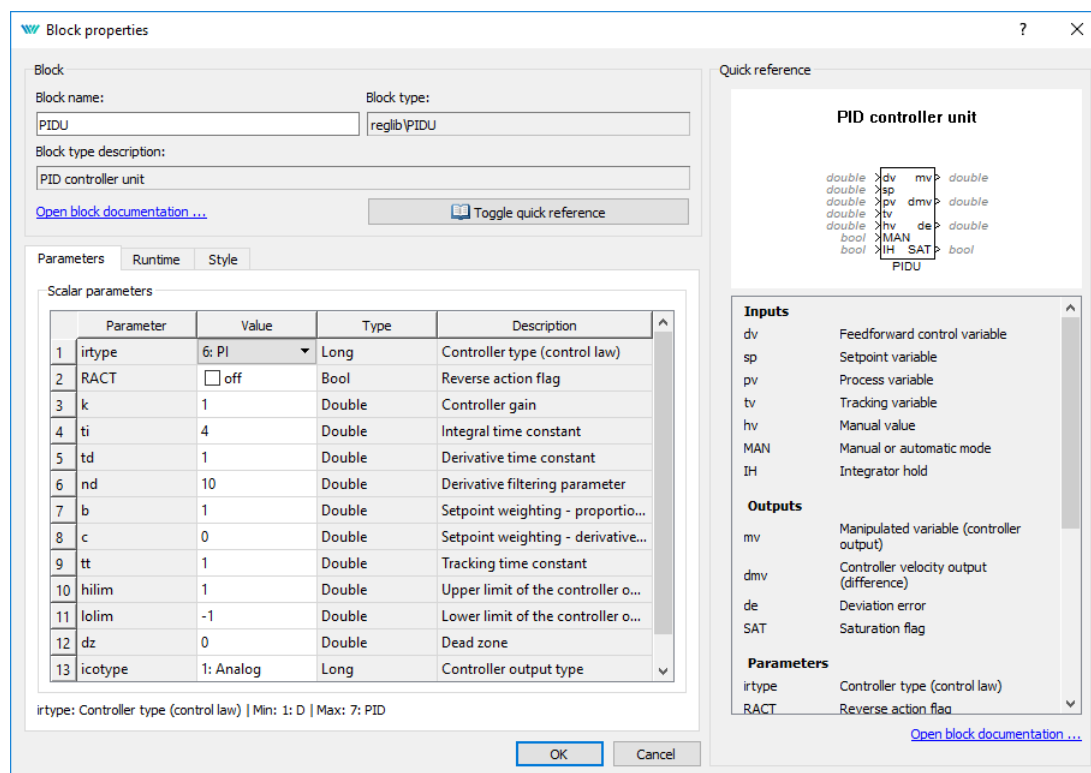 Block properties
?
Block
Block name:
Block type:
PIDU
reglib\PIDU
Block type description:
PID controller unit
Open block documentation ...
Toggle quick reference
Parameters Runtime Style
Scalar parameters
Parameter Value Type Description
1 irtype 6: PI Long Controller type (control law)
2 RACT off Bool Reverse action flag
3 k 1 Double Controller gain
4 ti 4 Double Integral time constant
5 td 1 Double Derivative time constant
6 nd 10 Double Derivative filtering parameter
7 b 1 Double Setpoint weighting - proportio...
8 c 0 Double Setpoint weighting - derivative...
9 tt 1 Double Tracking time constant
10 hilim 1 Double Upper limit of the controller o...
11 lolim -1 Double Lower limit of the controller o...
12 dz 0 Double Dead zone
13 icotype 1: Analog Long Controller output type
irtype: Controller type (control law) | Min: 1: D | Max: 7: PID
OK Cancel
Quick reference
PID controller unit
double dv mv double
double sp
double pv dmv double
double tv
double hv de double
bool MAN
bool IH SAT bool
PIDU
Inputs
dv Feedforward control variable
sp Setpoint variable
pv Process variable
tv Tracking variable
hv Manual value
MAN Manual or automatic mode
IH Integrator hold
Outputs
mv Manipulated variable (controller
output)
dmv Controller velocity output
(difference)
de Deviation error
SAT Saturation flag
Parameters
irtype Controller type (control law)
RACT Reverse action flag
Open block documentation ...